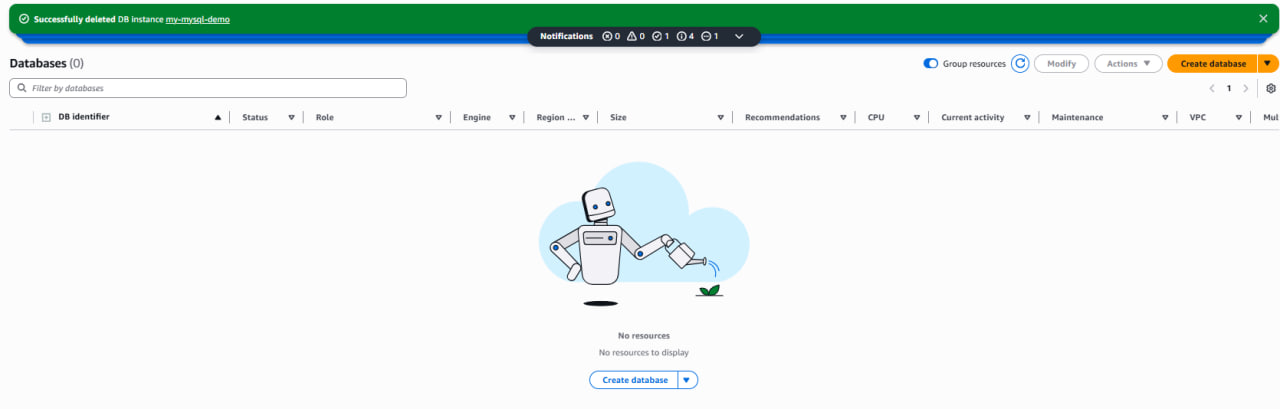 Successfully deleted DB instance my-mysql-demo
Notifications 0 0 1 4 1
Databases (0)
Group resources Modify Actions Create database
Filter by databases
1
DB identifier Status Role Engine Region ... Size Recommendations CPU Current activity Maintenance VPC Mul
No resources
No resources to display
Create database